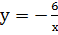 y = −6/x